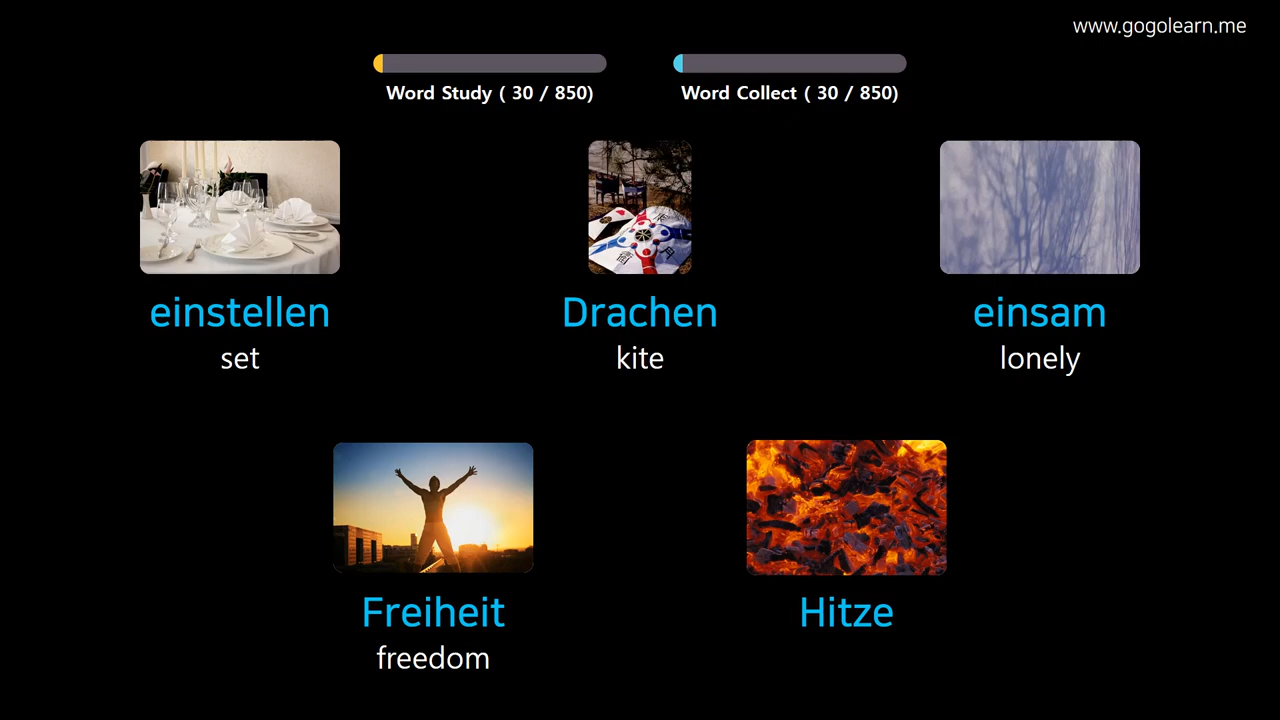 www.gogolearn.me
Word Study ( 30 / 850)
Word Collect ( 30 / 850)
einstellen
set
Drachen
kite
einsam
lonely
Freiheit
freedom
Hitze